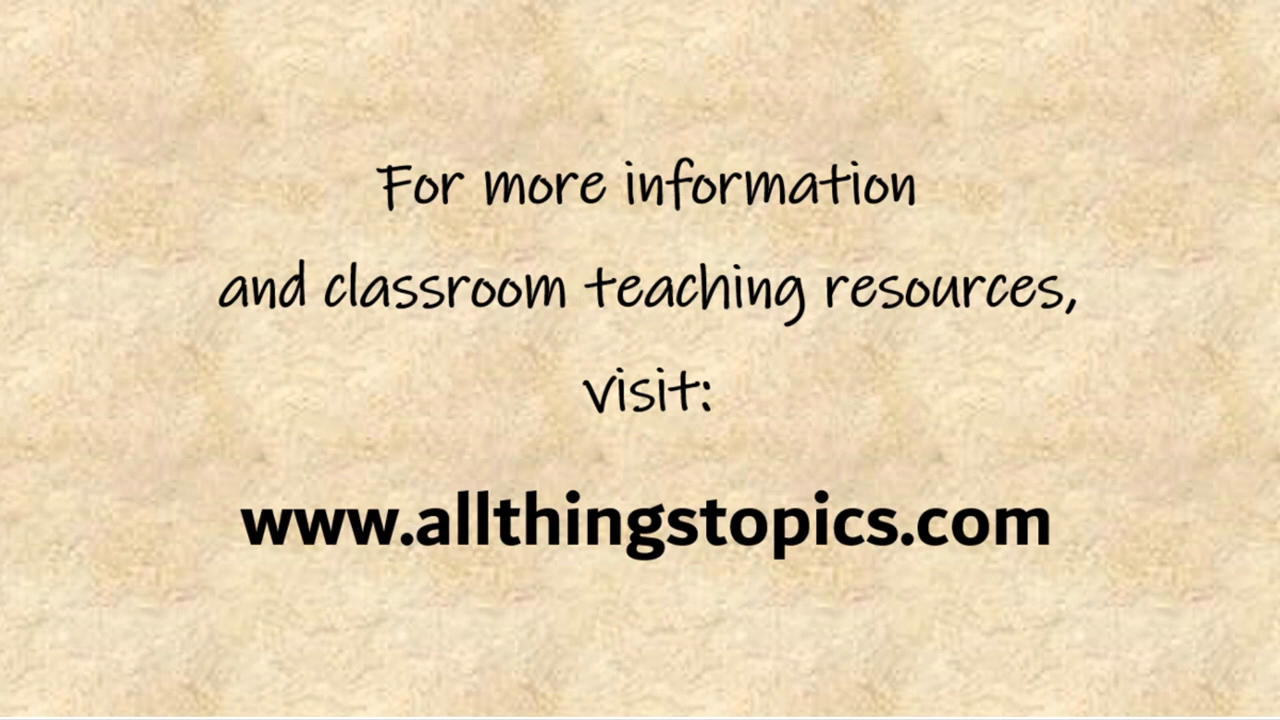 For more information
and classroom teaching resources,
visit:
www.allthingstopics.com